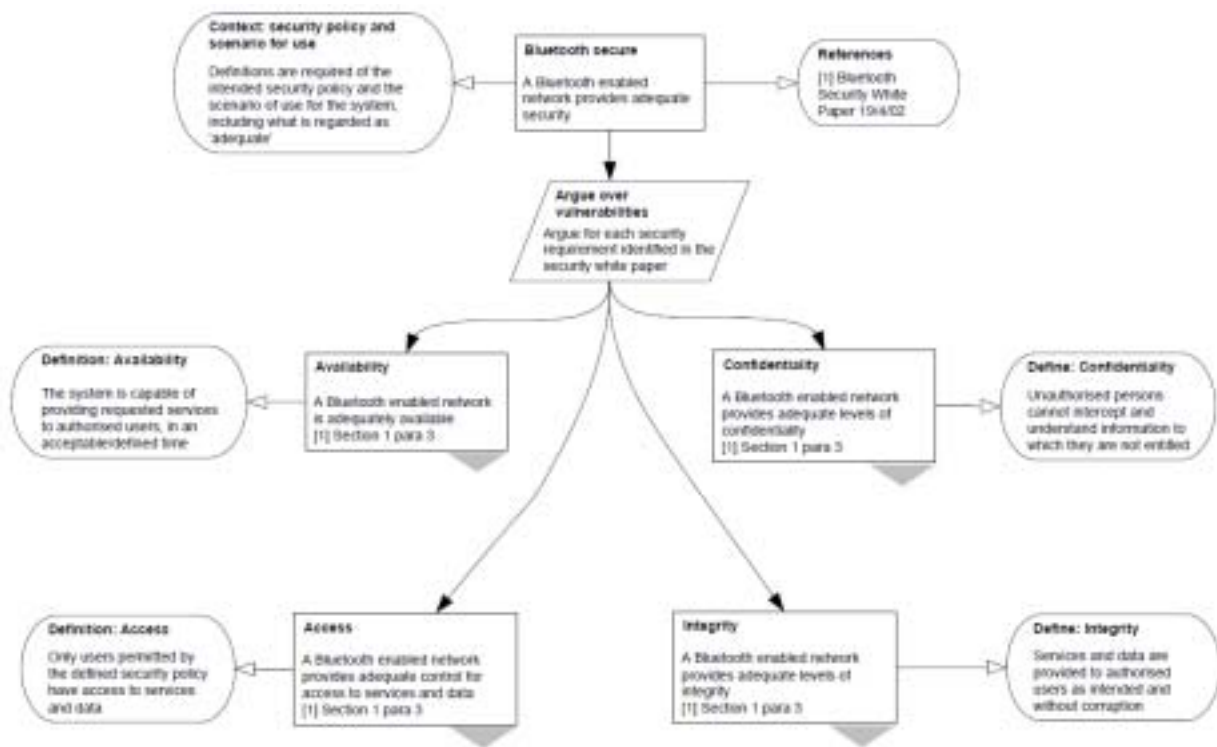 Context: security policy and
scenario for use
Definitions are required of the
intended security policy and the
scenario of use for the system,
including what is regarded as
'adequate'
Bluetooth secure
A Bluetooth enabled
network provides adequate
security
References
[1] Bluetooth
Security White
Paper 19/4/02
Argue over
vulnerabilities
Argue for each security
requirement identified in the
security white paper
Definition: Availability
The system is capable of
providing requested services
to authorised users, in an
acceptable/defined time
Availability
A Bluetooth enabled network
is adequately available
[1] Section 1 para 3
Confidentiality
A Bluetooth enabled network
provides adequate levels of
confidentiality
[1] Section 1 para 3
Define: Confidentiality
Unauthorised persons
cannot intercept and
understand information to
which they are not entitled
Definition: Access
Only users permitted by
the defined security policy
have access to services
and data
Access
A Bluetooth enabled network
provides adequate control for
access to services and data
[1] Section 1 para 3
Integrity
A Bluetooth enabled network
provides adequate levels of
integrity
[1] Section 1 para 3
Define: Integrity
Services and data are
provided to authorised
users as intended and
without corruption